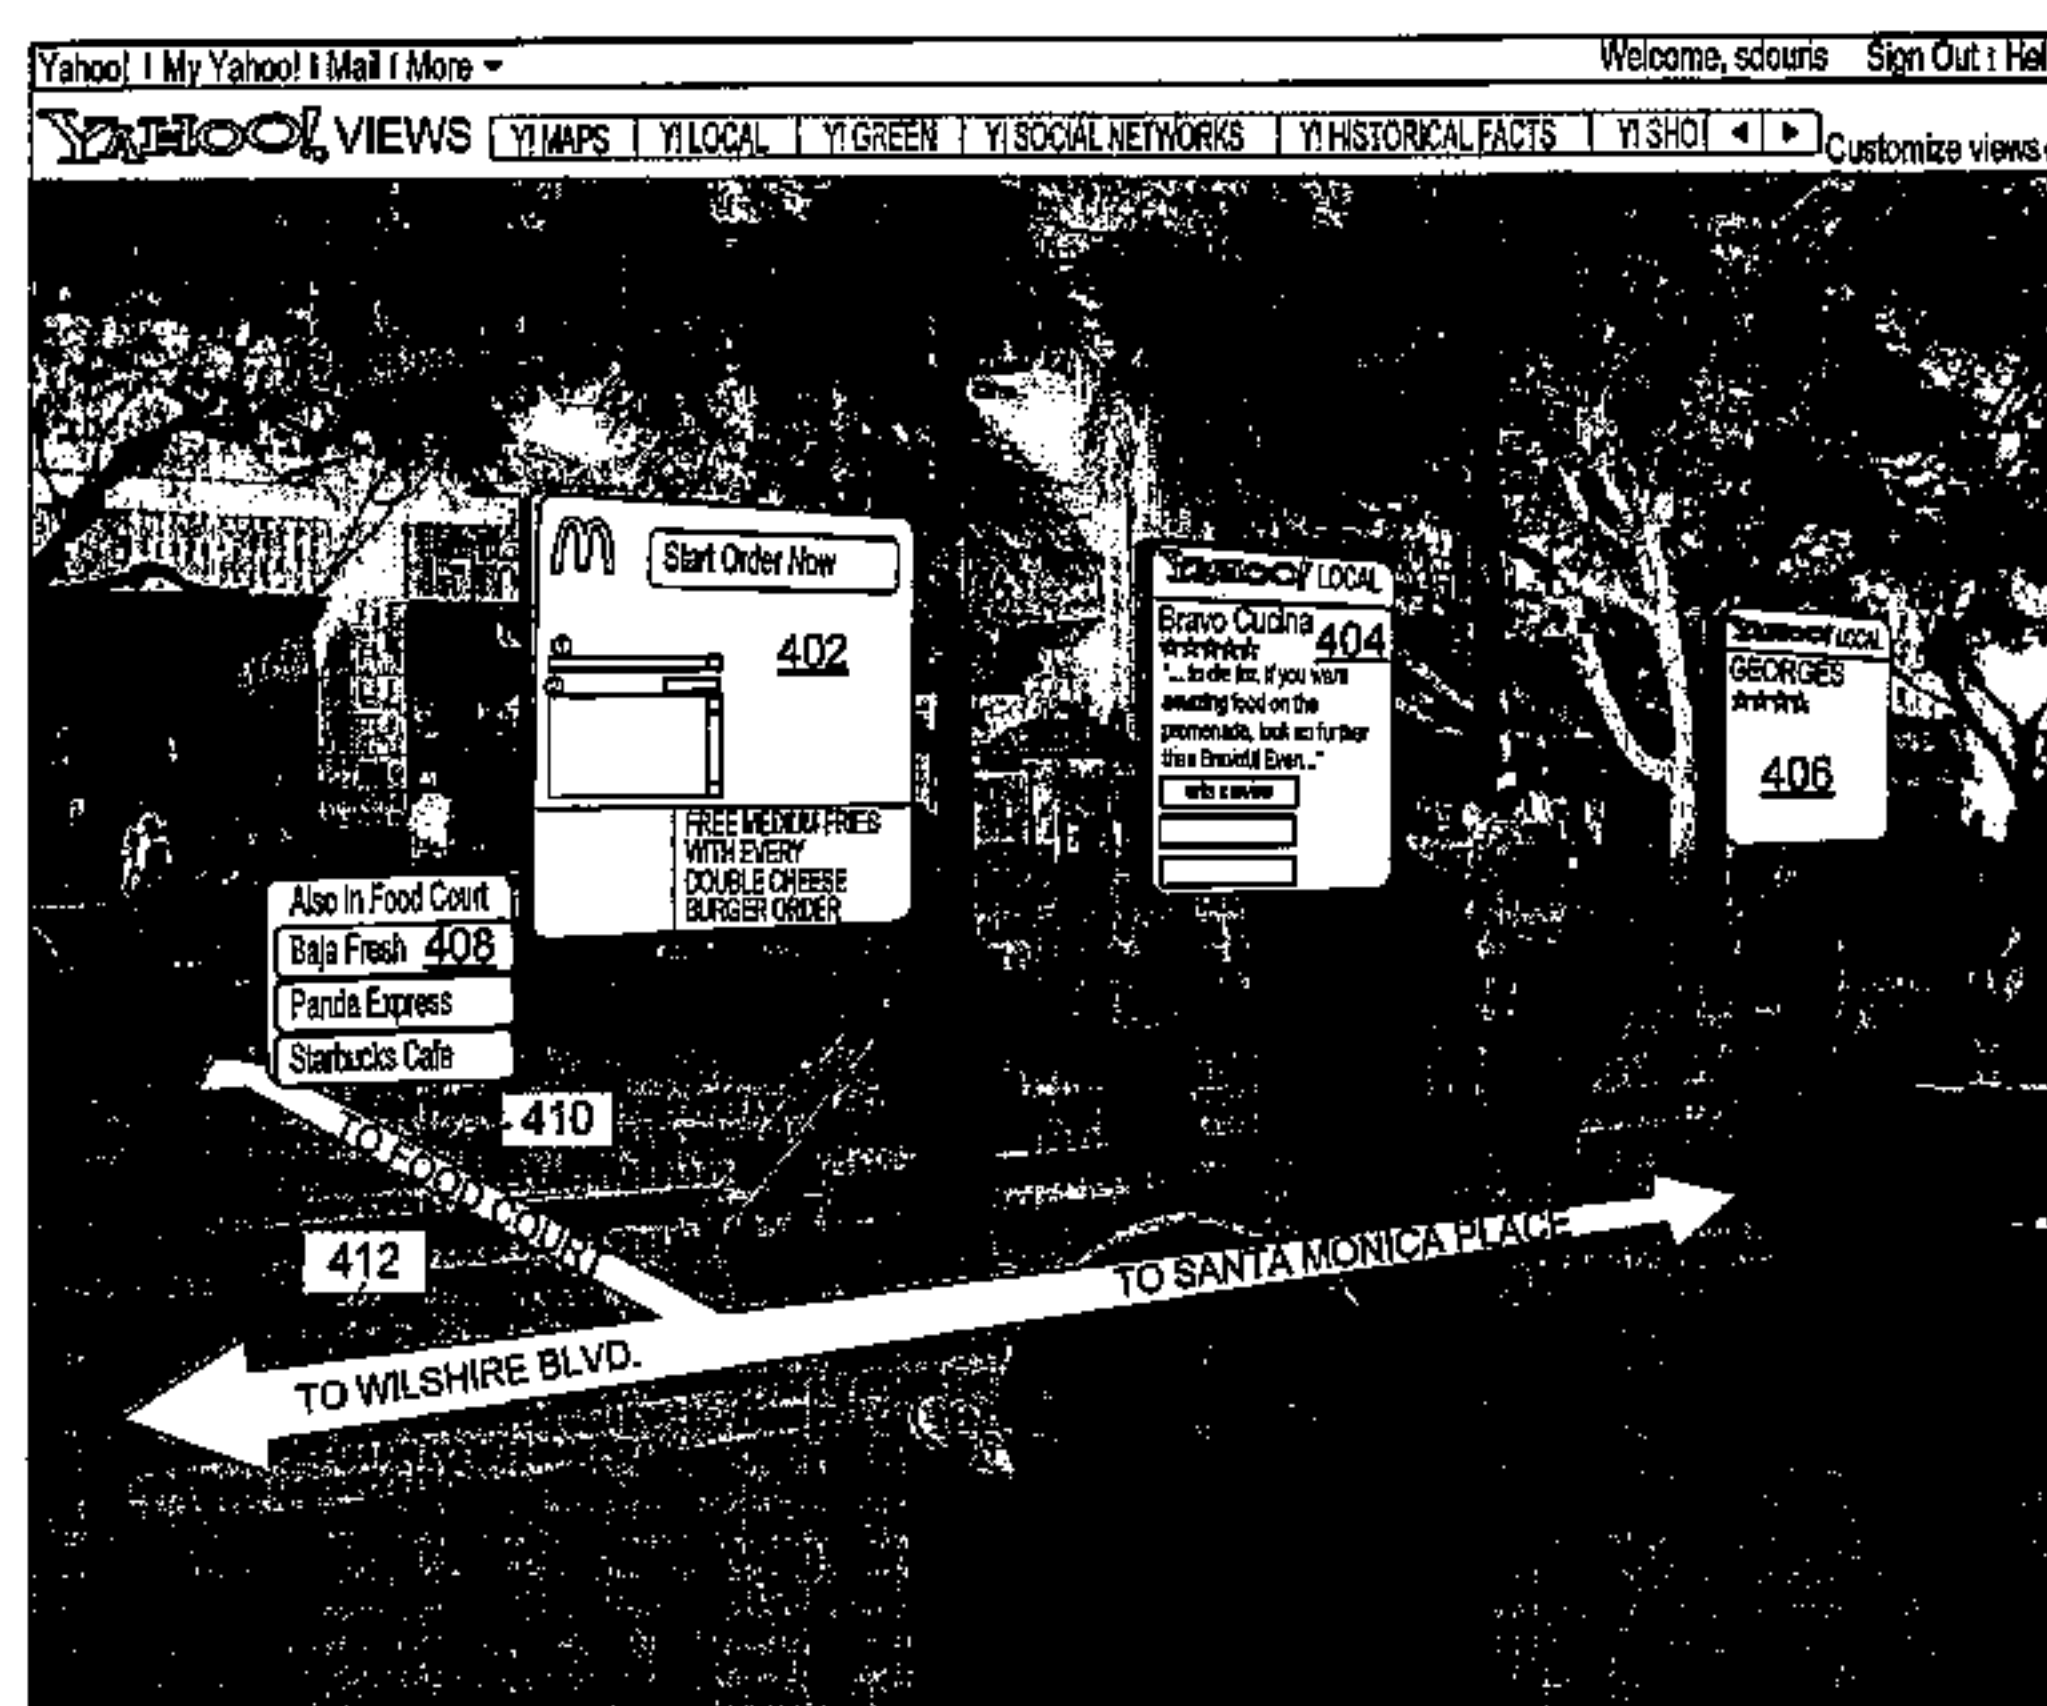 Yahoo! | My Yahoo! | Mail | More
Welcome, sdouris Sign Out | Hel
YAHOO! VIEWS
Y! MAPS Y! LOCAL Y! GREEN Y! SOCIAL NETWORKS Y! HISTORICAL FACTS Y! SHO
Customize views
Start Order Now
402
FREE MEDIUM FRIES
WITH EVERY
DOUBLE CHEESE
BURGER ORDER
YAHOO! LOCAL
Bravo Cucina
404
"... to die for, if you want
amazing food on the
promenade, look no further
than Even..."
YAHOO! LOCAL
GEORGES
406
Also In Food Court
Baja Fresh 408
Panda Express
Starbucks Cafe
410
TO FOOD COURT
412
TO SANTA MONICA PLACE
TO WILSHIRE BLVD.